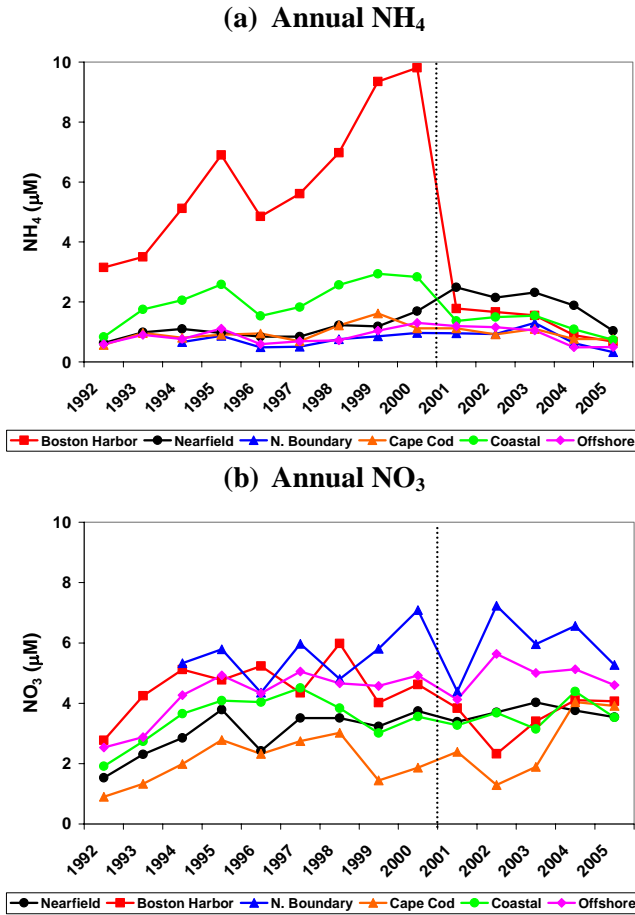 (a) Annual NH₄
10
8
6
4
2
0
NH₄ (µM)
1992 1993 1994 1995 1996 1997 1998 1999 2000 2001 2002 2003 2004 2005
Boston Harbor Nearfield N. Boundary Cape Cod Coastal Offshore
(b) Annual NO₃
10
8
6
4
2
0
NO₃ (µM)
1992 1993 1994 1995 1996 1997 1998 1999 2000 2001 2002 2003 2004 2005
Nearfield Boston Harbor N. Boundary Cape Cod Coastal Offshore